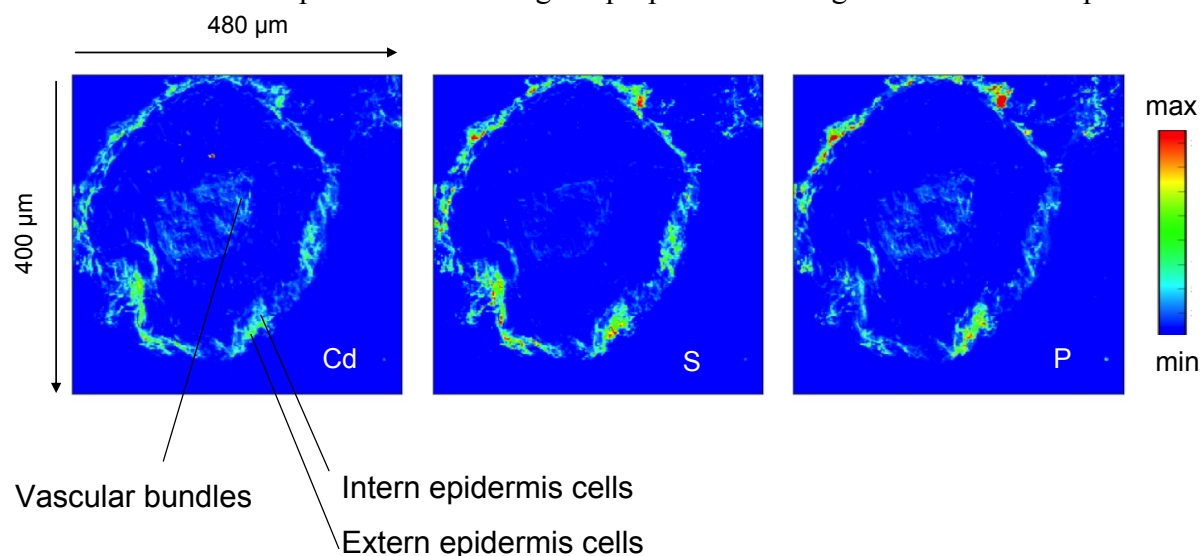 480 µm
400 µm
max
min
Cd
S
P
Vascular bundles
Intern epidermis cells
Extern epidermis cells